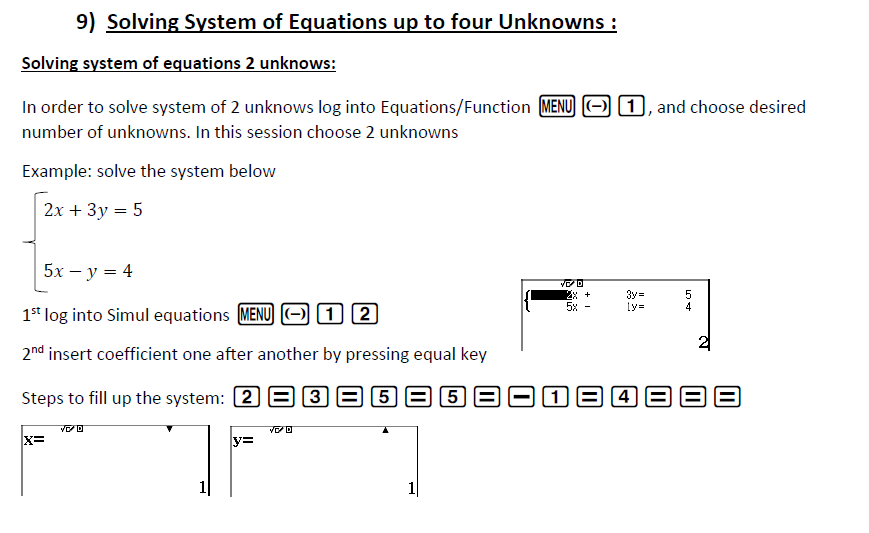 9) Solving System of Equations up to four Unknowns :
Solving system of equations 2 unknows:
In order to solve system of 2 unknows log into Equations/Function MENU (−) 1, and choose desired
number of unknowns. In this session choose 2 unknowns
Example: solve the system below
2x + 3y = 5
5x − y = 4
√ 2x + 3y= 5
5x − 1y= 4
2
1st log into Simul equations MENU (−) 1 2
2nd insert coefficient one after another by pressing equal key
Steps to fill up the system: 2 = 3 = 5 = 5 = − 1 = 4 = = =
x= ▼
1
y= ▲
1